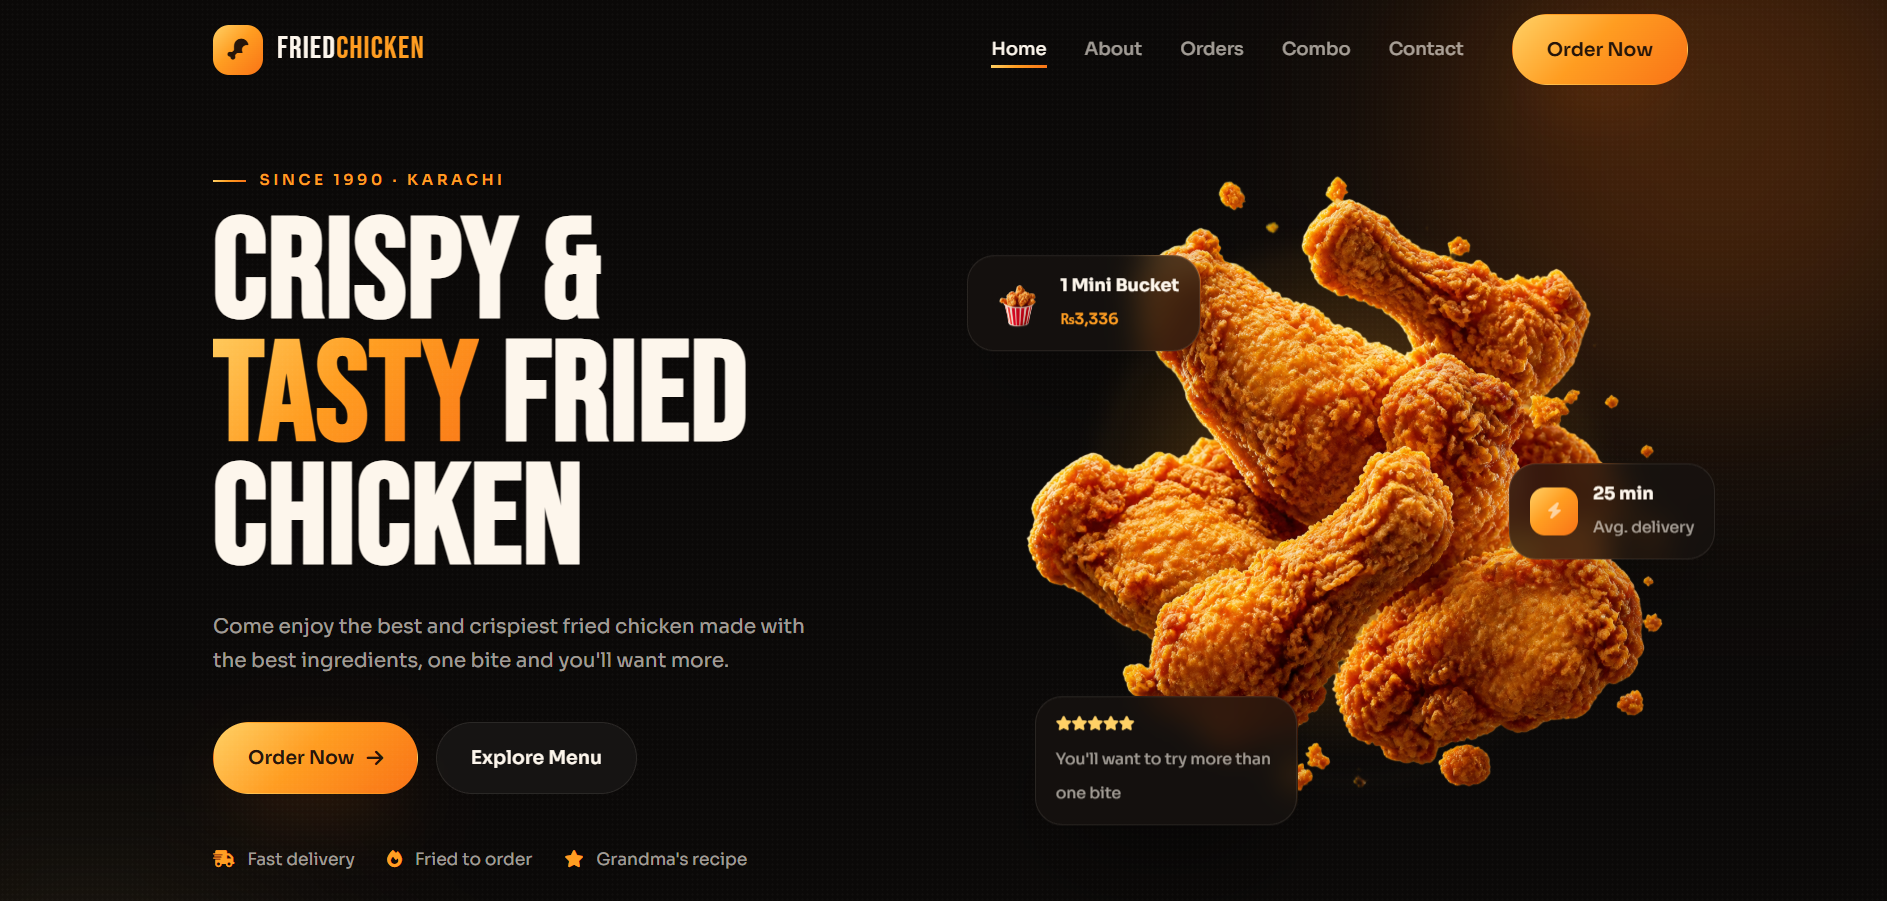 FRIEDCHICKEN
Home About Orders Combo Contact Order Now
SINCE 1990 · KARACHI
CRISPY &
TASTY FRIED
CHICKEN
Come enjoy the best and crispiest fried chicken made with
the best ingredients, one bite and you'll want more.
Order Now → Explore Menu
Fast delivery Fried to order Grandma's recipe
1 Mini Bucket
₨3,336
25 min
Avg. delivery
You'll want to try more than
one bite